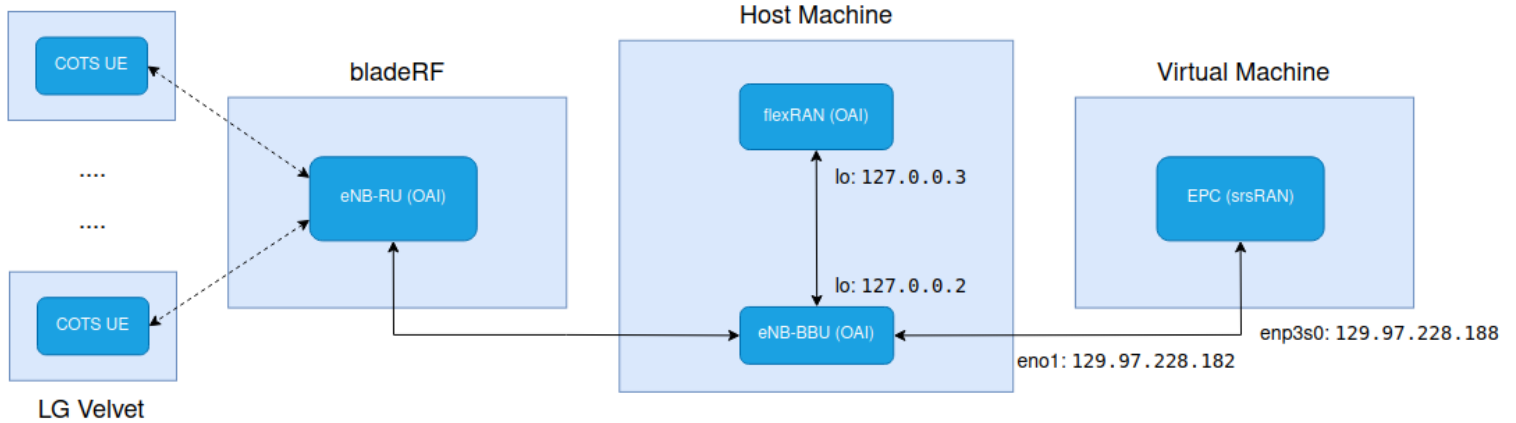 Host Machine
COTS UE
bladeRF
Virtual Machine
flexRAN (OAI)
lo: 127.0.0.3
....
eNB-RU (OAI)
EPC (srsRAN)
....
lo: 127.0.0.2
COTS UE
eNB-BBU (OAI)
enp3s0: 129.97.228.188
eno1: 129.97.228.182
LG Velvet